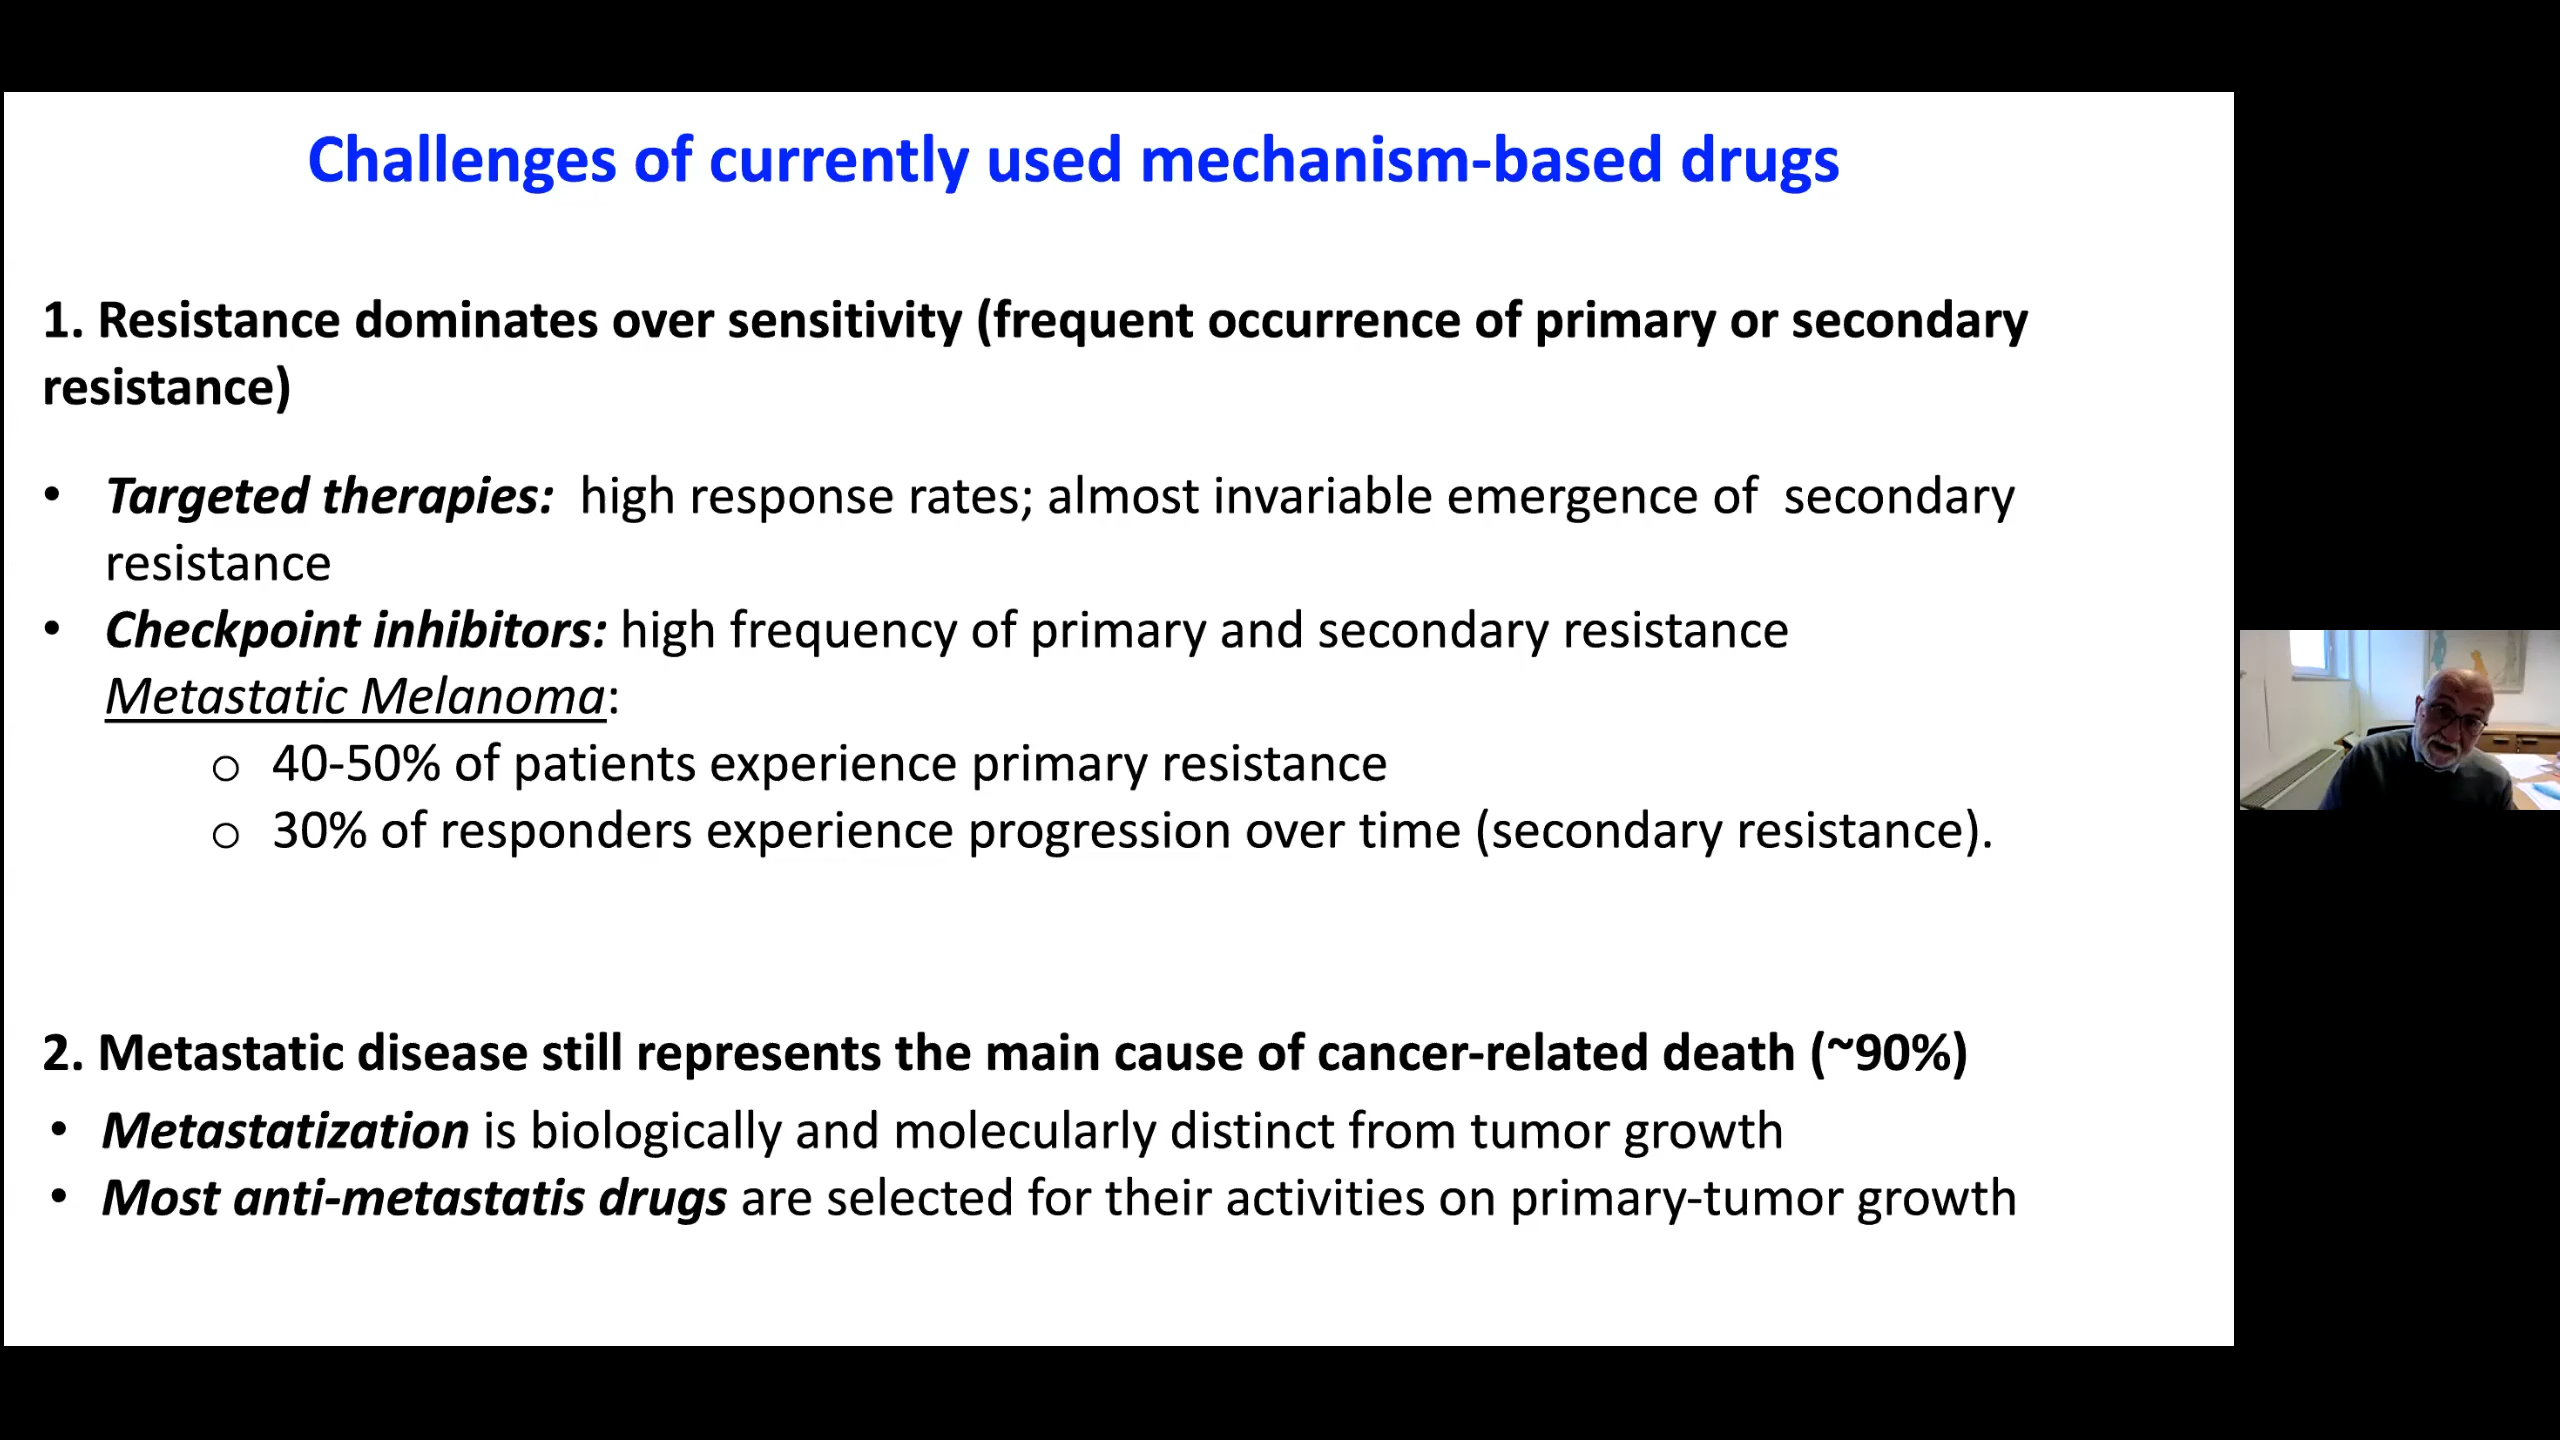 Challenges of currently used mechanism-based drugs
1. Resistance dominates over sensitivity (frequent occurrence of primary or secondary
resistance)
• Targeted therapies: high response rates; almost invariable emergence of secondary
resistance
• Checkpoint inhibitors: high frequency of primary and secondary resistance
Metastatic Melanoma:
o 40-50% of patients experience primary resistance
o 30% of responders experience progression over time (secondary resistance).
2. Metastatic disease still represents the main cause of cancer-related death (~90%)
• Metastatization is biologically and molecularly distinct from tumor growth
• Most anti-metastatis drugs are selected for their activities on primary-tumor growth